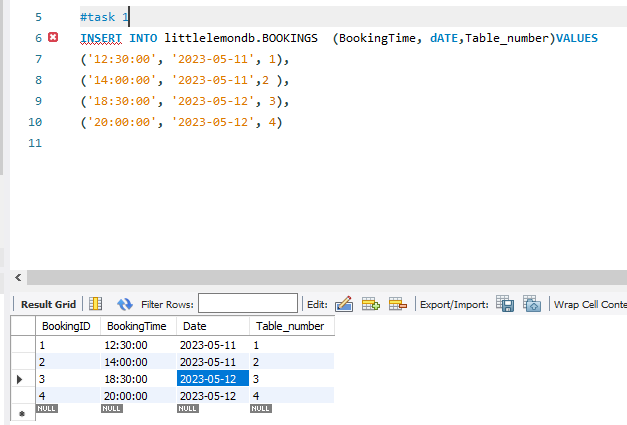 5 #task 1
6 INSERT INTO littlelemondb.BOOKINGS (BookingTime, dATE,Table_number)VALUES
7 ('12:30:00', '2023-05-11', 1),
8 ('14:00:00', '2023-05-11',2 ),
9 ('18:30:00', '2023-05-12', 3),
10 ('20:00:00', '2023-05-12', 4)
11
Result Grid Filter Rows: Edit: Export/Import: Wrap Cell Conte
BookingID BookingTime Date Table_number
1 12:30:00 2023-05-11 1
2 14:00:00 2023-05-11 2
3 18:30:00 2023-05-12 3
4 20:00:00 2023-05-12 4
NULL NULL NULL NULL